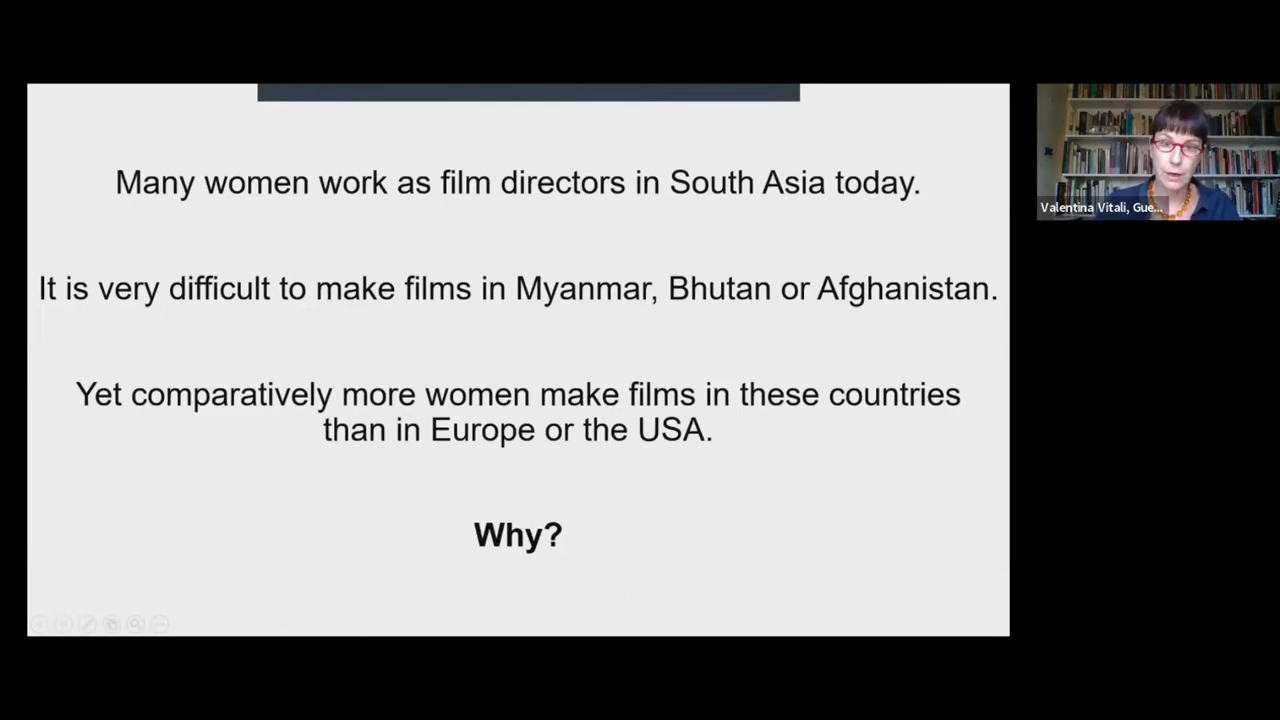 Many women work as film directors in South Asia today.
It is very difficult to make films in Myanmar, Bhutan or Afghanistan.
Yet comparatively more women make films in these countries
than in Europe or the USA.
Why?
Valentina Vitali, Gue...